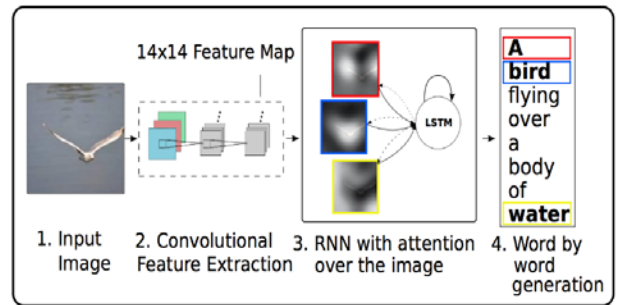 14x14 Feature Map
LSTM
A
bird
flying
over
a
body
of
water
1. Input
Image
2. Convolutional
Feature Extraction
3. RNN with attention
over the image
4. Word by
word
generation